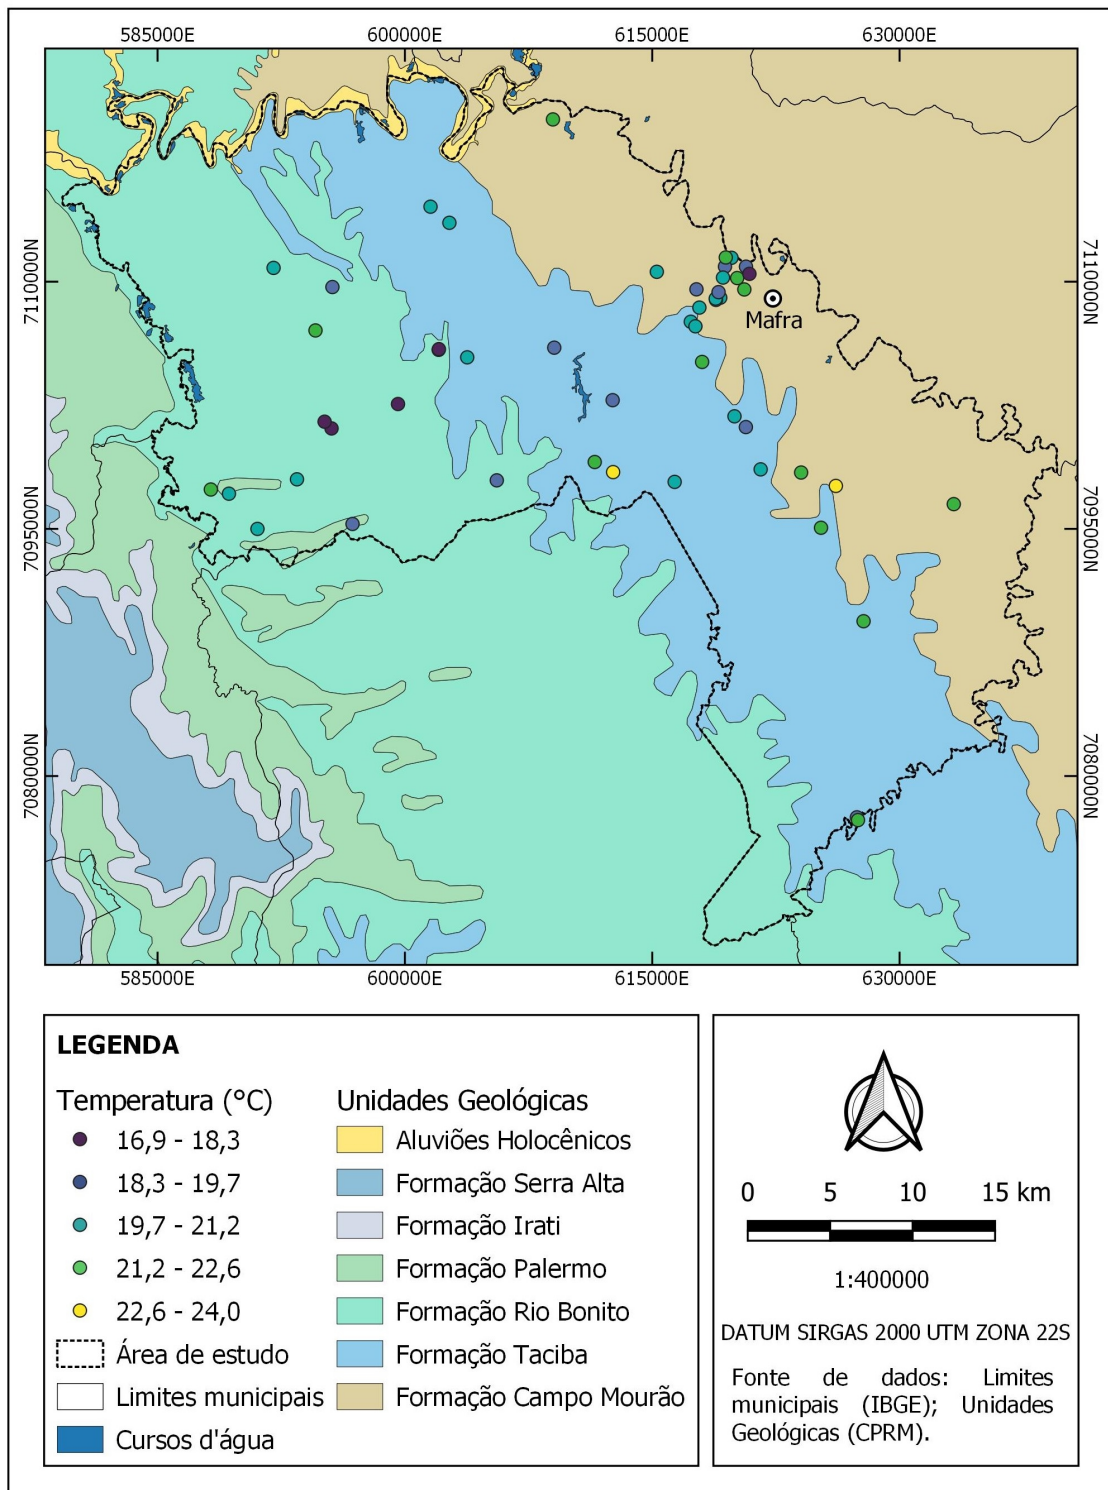 585000E 600000E 615000E 630000E
7110000N
7110000N
Mafra
7095000N
7095000N
7080000N
7080000N
585000E 600000E 615000E 630000E
LEGENDA
Temperatura (°C)
16,9 - 18,3
18,3 - 19,7
19,7 - 21,2
21,2 - 22,6
22,6 - 24,0
Área de estudo
Limites municipais
Cursos d'água
Unidades Geológicas
Aluviões Holocênicos
Formação Serra Alta
Formação Irati
Formação Palermo
Formação Rio Bonito
Formação Taciba
Formação Campo Mourão
0 5 10 15 km
1:400000
DATUM SIRGAS 2000 UTM ZONA 22S
Fonte de dados: Limites
municipais (IBGE); Unidades
Geológicas (CPRM).